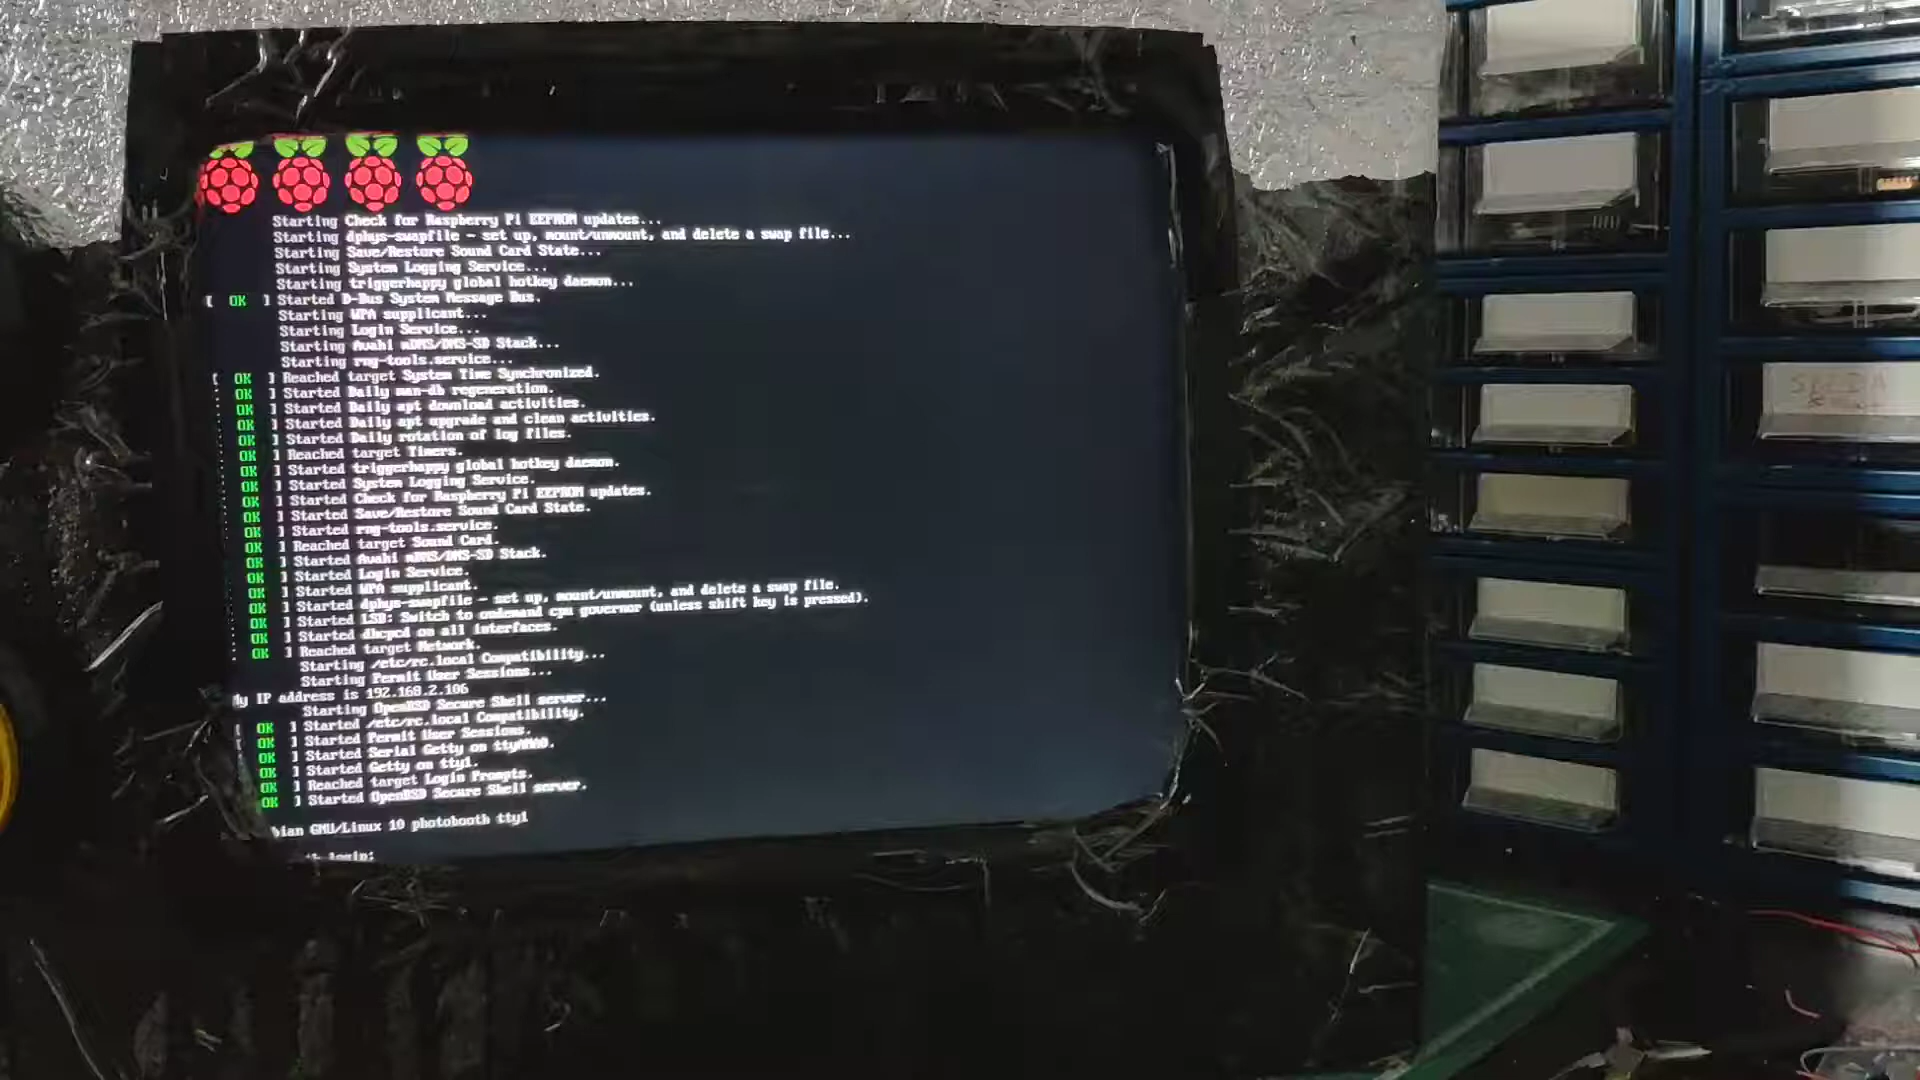 Starting Check for Raspberry Pi EEPROM updates...
Starting dphys-swapfile - set up, mount/unmount, and delete a swap file...
Starting Save/Restore Sound Card State...
Starting System Logging Service...
Starting triggerhappy global hotkey daemon...
[ OK ] Started D-Bus System Message Bus.
Starting WPA supplicant...
Starting Login Service...
Starting Avahi mDNS/DNS-SD Stack...
Starting rng-tools.service...
[ OK ] Reached target System Time Synchronized.
OK ] Started Daily man-db regeneration.
OK ] Started Daily apt download activities.
OK ] Started Daily apt upgrade and clean activities.
OK ] Started Daily rotation of log files.
OK ] Reached target Timers.
OK ] Started triggerhappy global hotkey daemon.
OK ] Started System Logging Service.
OK ] Started Check for Raspberry Pi EEPROM updates.
OK ] Started Save/Restore Sound Card State.
OK ] Started rng-tools.service.
OK ] Reached target Sound Card.
OK ] Started Avahi mDNS/DNS-SD Stack.
OK ] Started Login Service.
OK ] Started WPA supplicant.
OK ] Started dphys-swapfile - set up, mount/unmount, and delete a swap file.
OK ] Started LSB: Switch to ondemand cpu governor (unless shift key is pressed).
OK ] Started dhcpcd on all interfaces.
OK ] Reached target Network.
Starting /etc/rc.local Compatibility...
Starting Permit User Sessions...
My IP address is 192.168.2.106
Starting OpenBSD Secure Shell server...
[ OK ] Started /etc/rc.local Compatibility.
[ OK ] Started Permit User Sessions.
OK ] Started Serial Getty on ttyAMA0.
OK ] Started Getty on tty1.
OK ] Reached target Login Prompts.
OK ] Started OpenBSD Secure Shell server.
bian GNU/Linux 10 photobooth tty1
login: